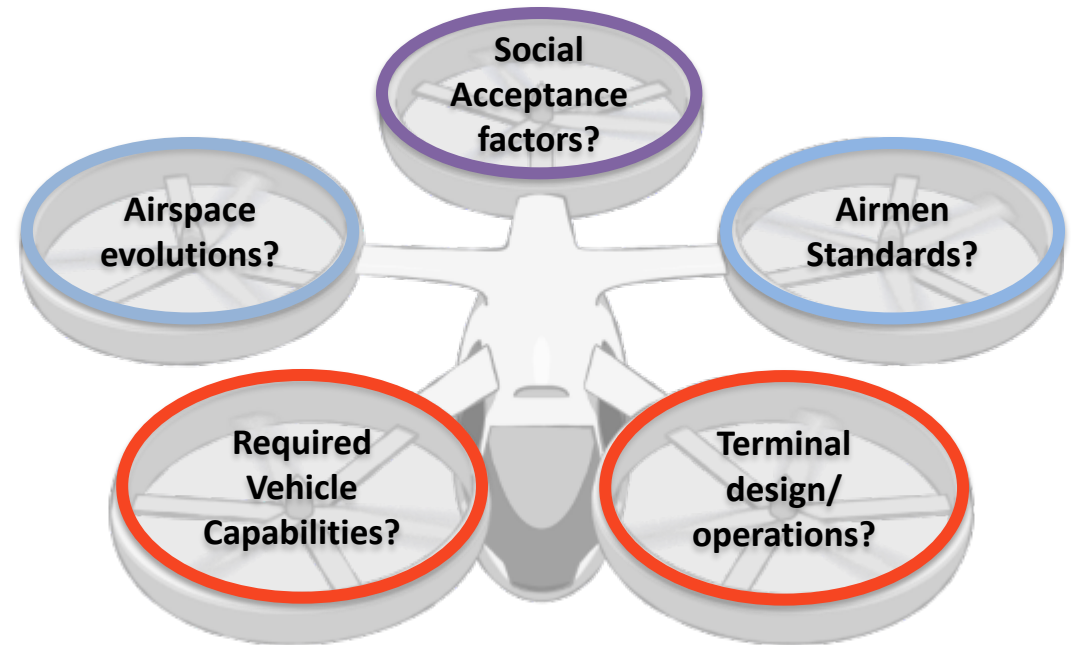 Social
Acceptance
factors?
Airspace
evolutions?
Airmen
Standards?
Required
Vehicle
Capabilities?
Terminal
design/
operations?